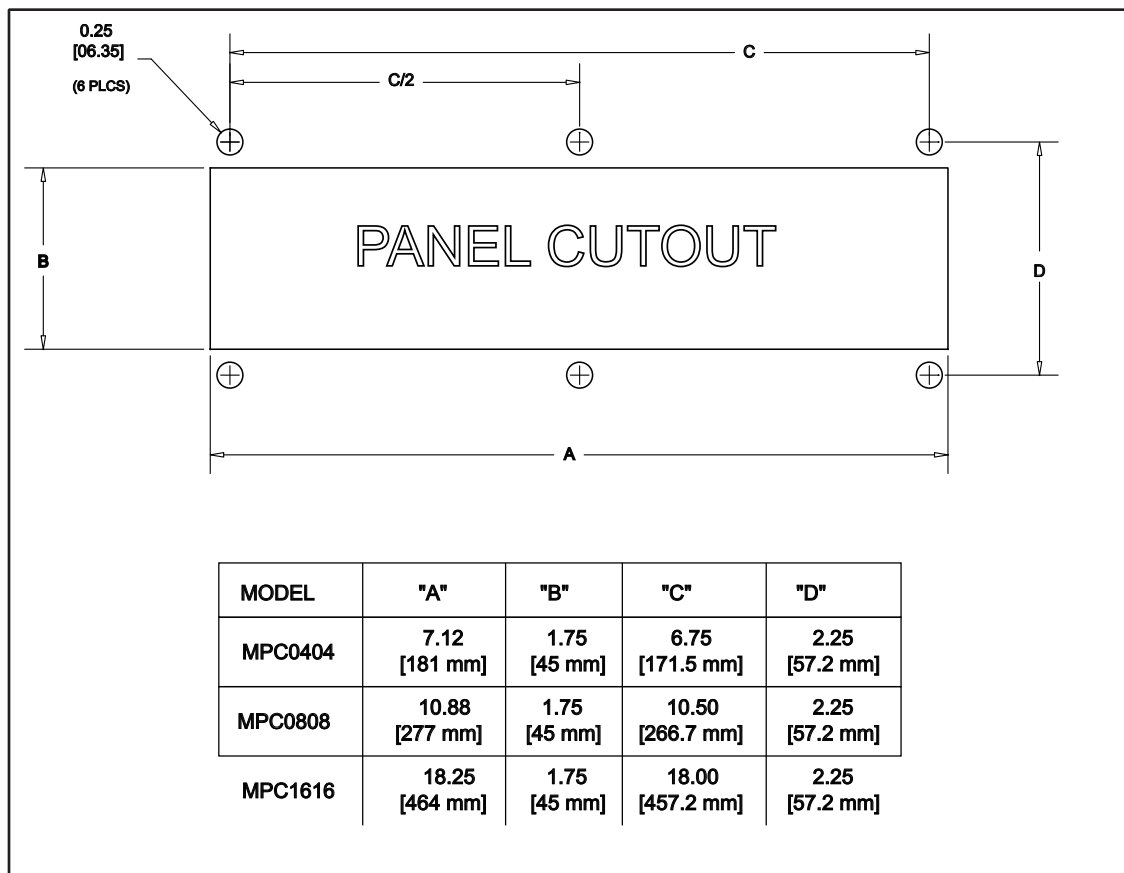 0.25
[06.35]
(6 PLCS)
C
C/2
B
PANEL CUTOUT
D
A
MODEL "A" "B" "C" "D"
MPC0404 7.12 [181 mm] 1.75 [45 mm] 6.75 [171.5 mm] 2.25 [57.2 mm]
MPC0808 10.88 [277 mm] 1.75 [45 mm] 10.50 [266.7 mm] 2.25 [57.2 mm]
MPC1616 18.25 [464 mm] 1.75 [45 mm] 18.00 [457.2 mm] 2.25 [57.2 mm]